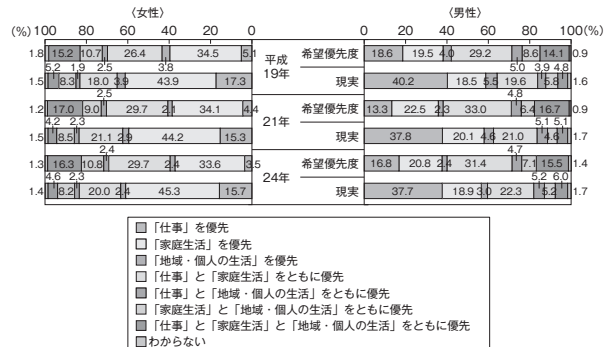 〈女性〉 〈男性〉
(%) 100 80 60 40 20 0 0 20 40 60 80 100(%)
1.8 15.2 10.7 26.4 34.5 5.1 平成 希望優先度 18.6 19.5 4.0 29.2 8.6 14.1 0.9
5.2 1.9 2.5 3.8 19年 5.0 3.9 4.8
1.5 8.3 18.0 3.9 43.9 17.3 現実 40.2 18.5 5.5 19.6 5.8 1.6
2.5 4.8
1.2 17.0 9.0 29.7 2.1 34.1 4.4 希望優先度 13.3 22.5 2.3 33.0 6.4 16.7 0.9
4.2 2.3 21年 5.1 5.1
1.5 8.5 21.1 2.9 44.2 15.3 現実 37.8 20.1 4.6 21.0 4.6 1.7
2.4 4.7
1.3 16.3 10.8 29.7 2.4 33.6 3.5 希望優先度 16.8 20.8 2.4 31.4 7.1 15.5 1.4
4.6 2.3 24年 5.2 6.0
1.4 8.2 20.0 2.4 45.3 15.7 現実 37.7 18.9 3.0 22.3 5.2 1.7
「仕事」を優先
「家庭生活」を優先
「地域・個人の生活」を優先
「仕事」と「家庭生活」をともに優先
「仕事」と「地域・個人の生活」をともに優先
「家庭生活」と「地域・個人の生活」をともに優先
「仕事」と「家庭生活」と「地域・個人の生活」をともに優先
わからない